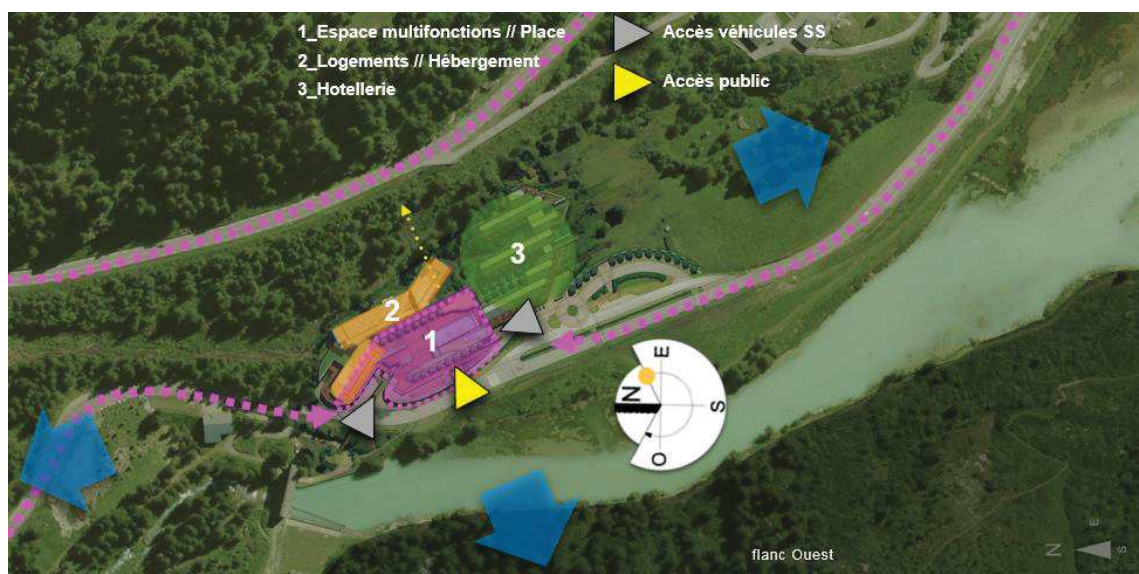 1_Espace multifonctions // Place
2_Logements // Hébergement
3_Hotellerie
Accès véhicules SS
Accès public
3
2
1
E
N
S
O
flanc Ouest
E
N
S